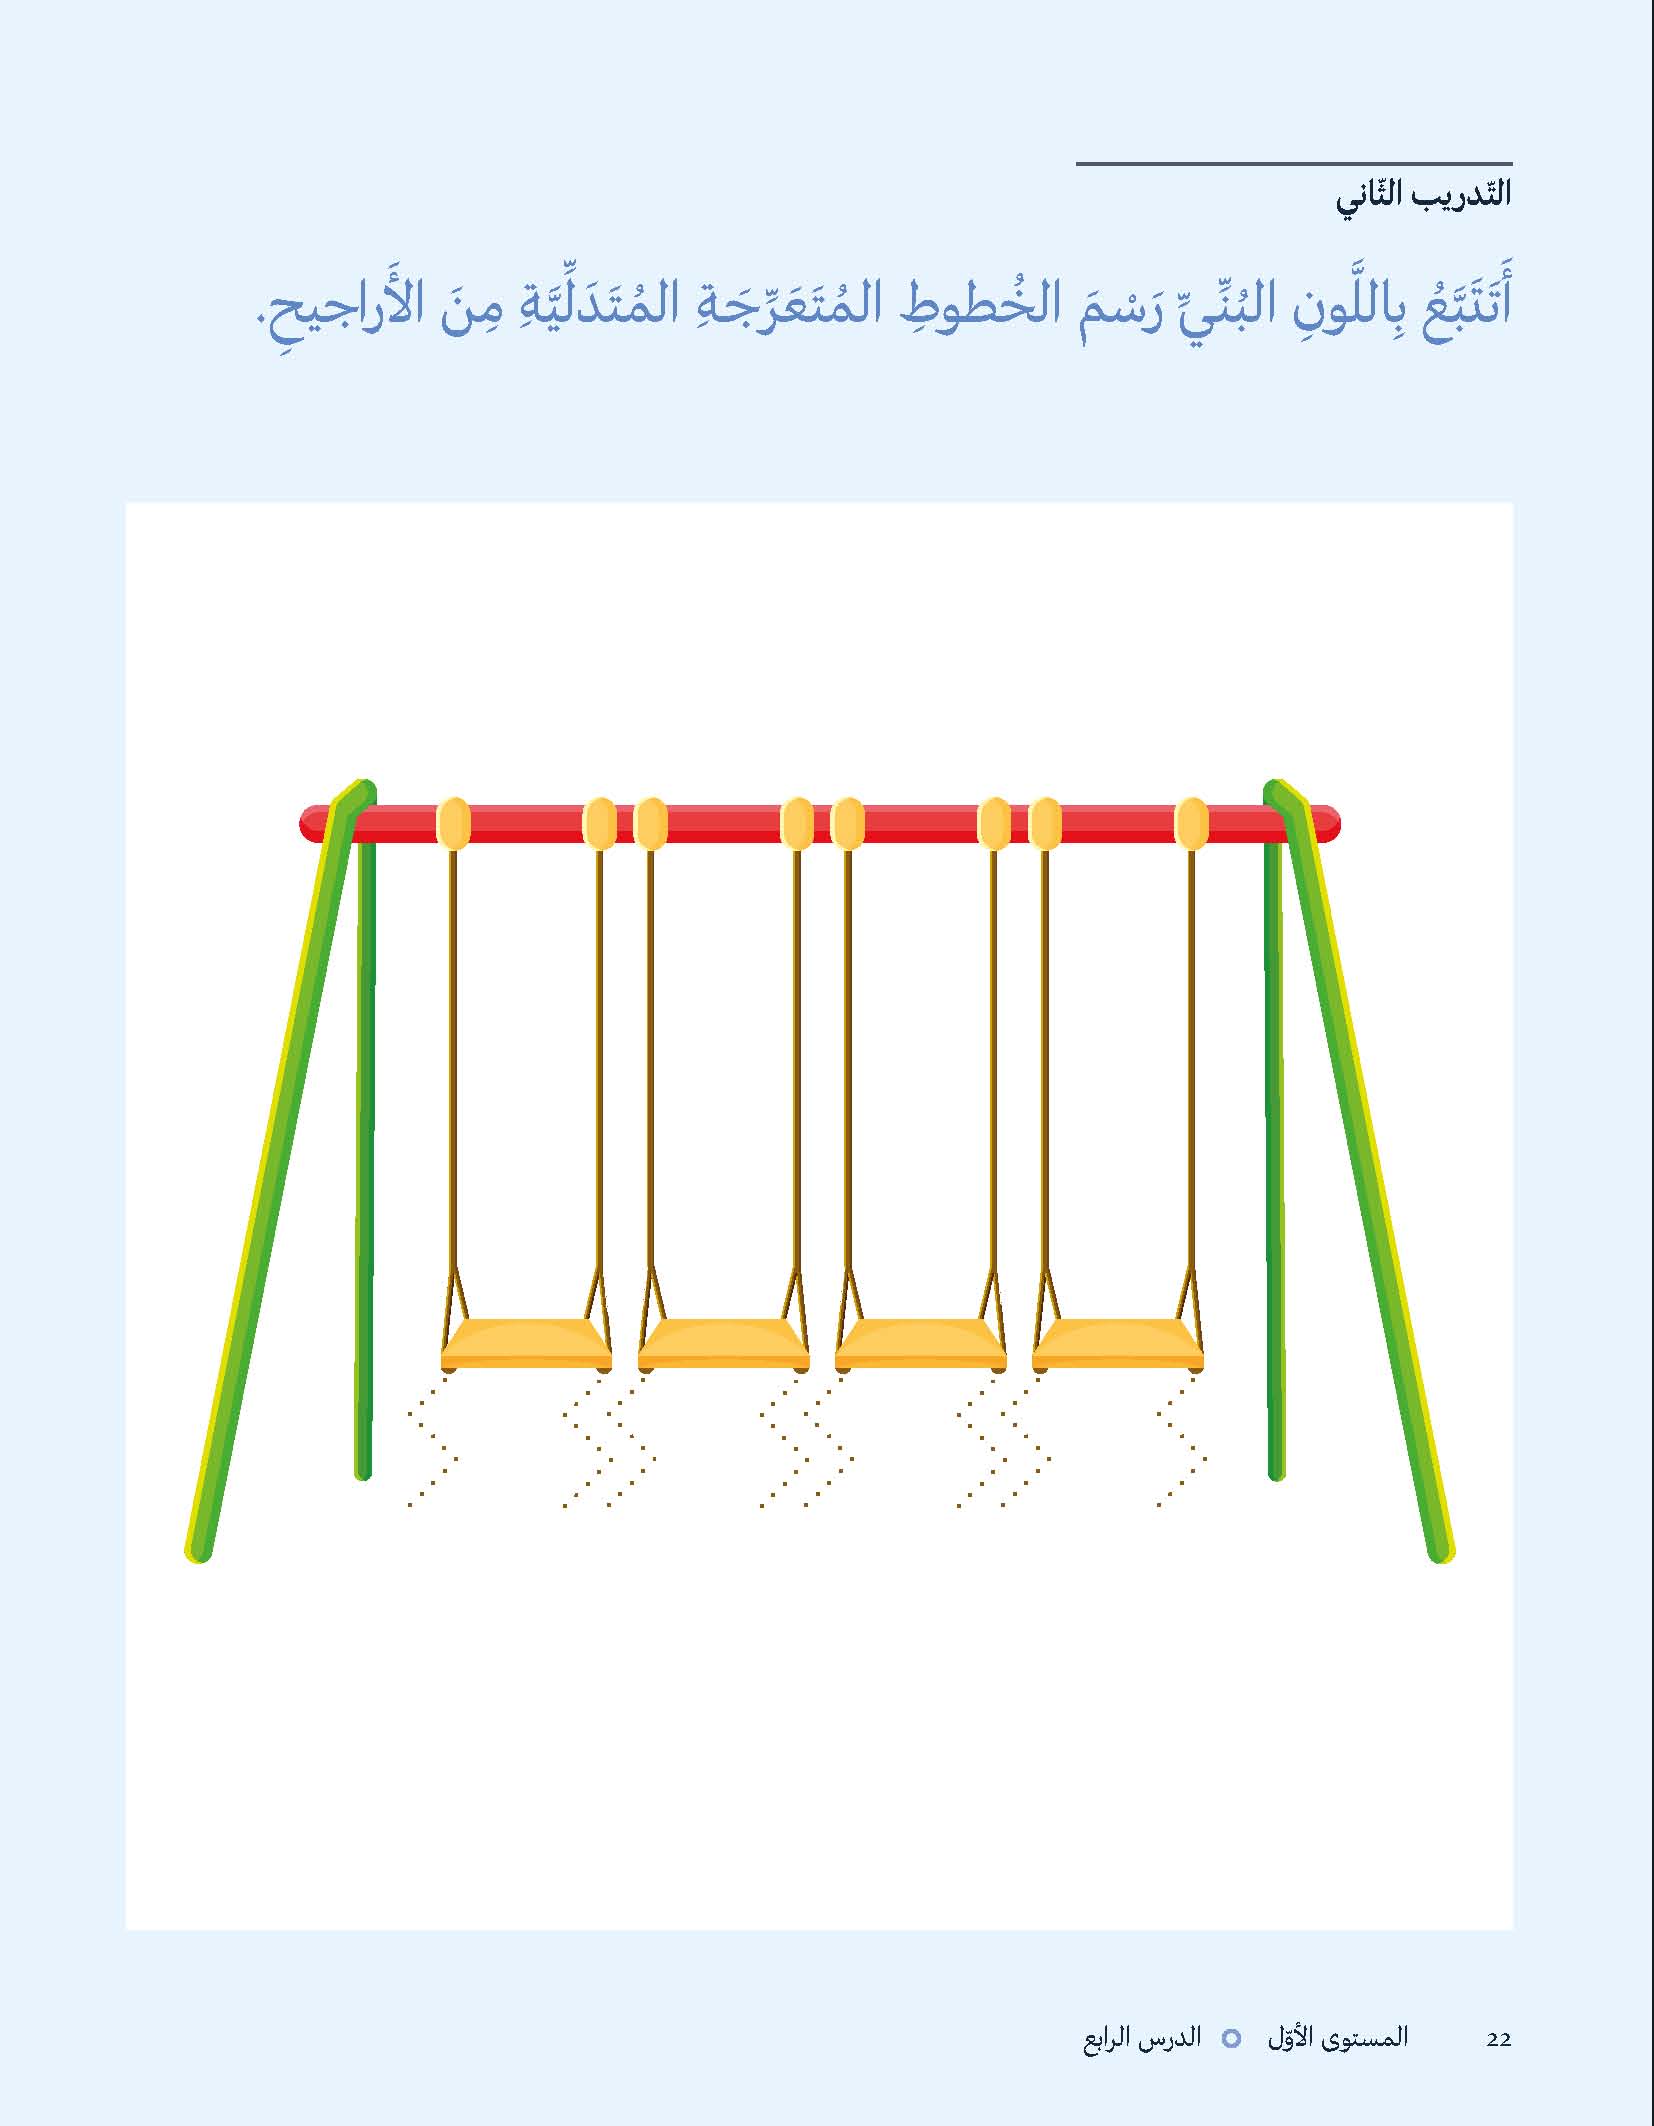 التّدريب الثّاني
أَتَتَبَّعُ بِاللَّونِ البُنِّيِّ رَسْمَ الخُطوطِ المُتَعَرِّجَةِ المُتَدَلِّيَّةِ مِنَ الأَراجيحِ.
22 المستوى الأوّل الدرس الرابع